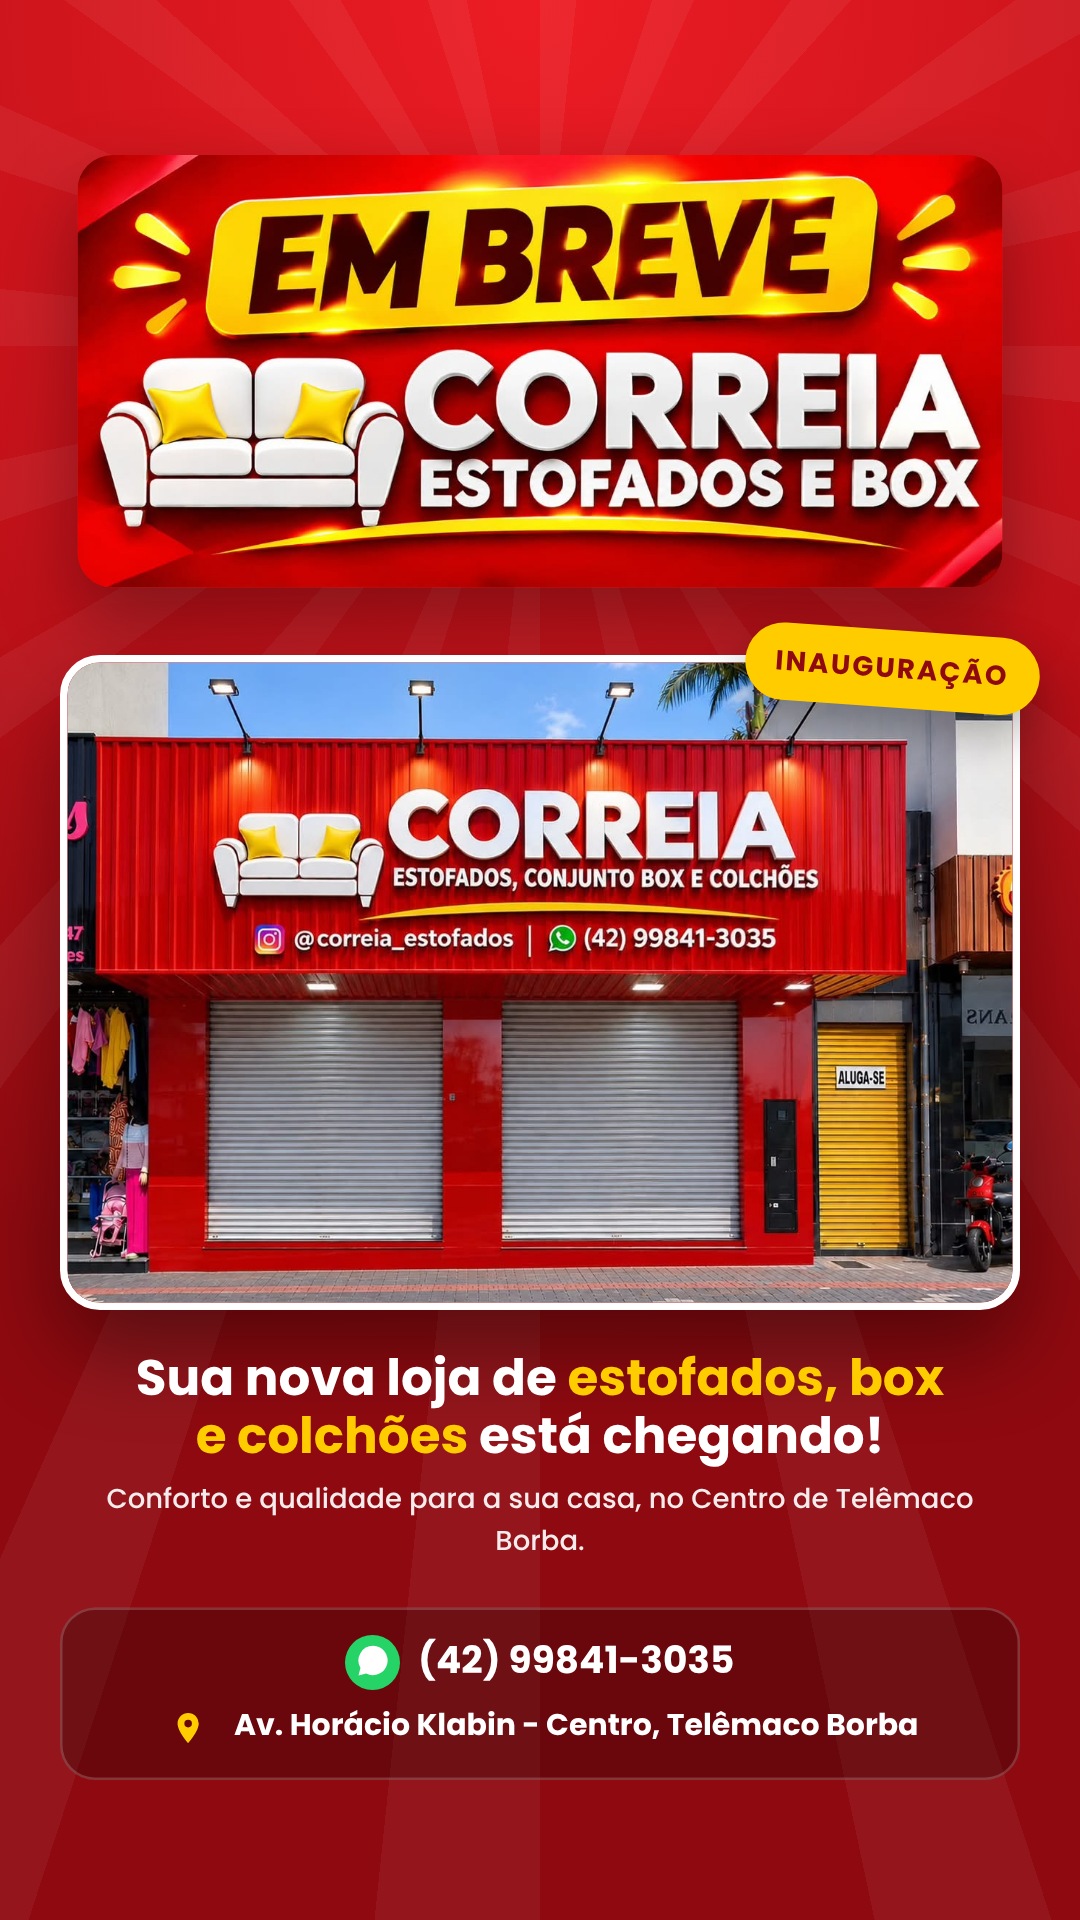 EM BREVE
CORREIA
ESTOFADOS E BOX
INAUGURAÇÃO
CORREIA
ESTOFADOS, CONJUNTO BOX E COLCHÕES
@correia_estofados | (42) 99841-3035
47
es
ALUGA-SE
Sua nova loja de estofados, box
e colchões está chegando!
Conforto e qualidade para a sua casa, no Centro de Telêmaco
Borba.
(42) 99841-3035
Av. Horácio Klabin - Centro, Telêmaco Borba